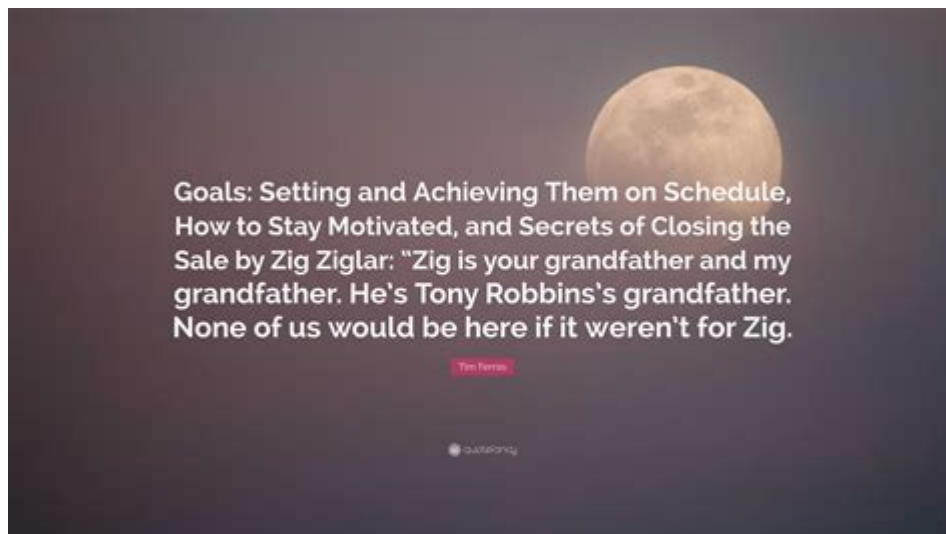 Goals: Setting and Achieving Them on Schedule,
How to Stay Motivated, and Secrets of Closing the
Sale by Zig Ziglar: “Zig is your grandfather and my
grandfather. He’s Tony Robbins’s grandfather.
None of us would be here if it weren’t for Zig.
Tim Ferriss
quotefancy